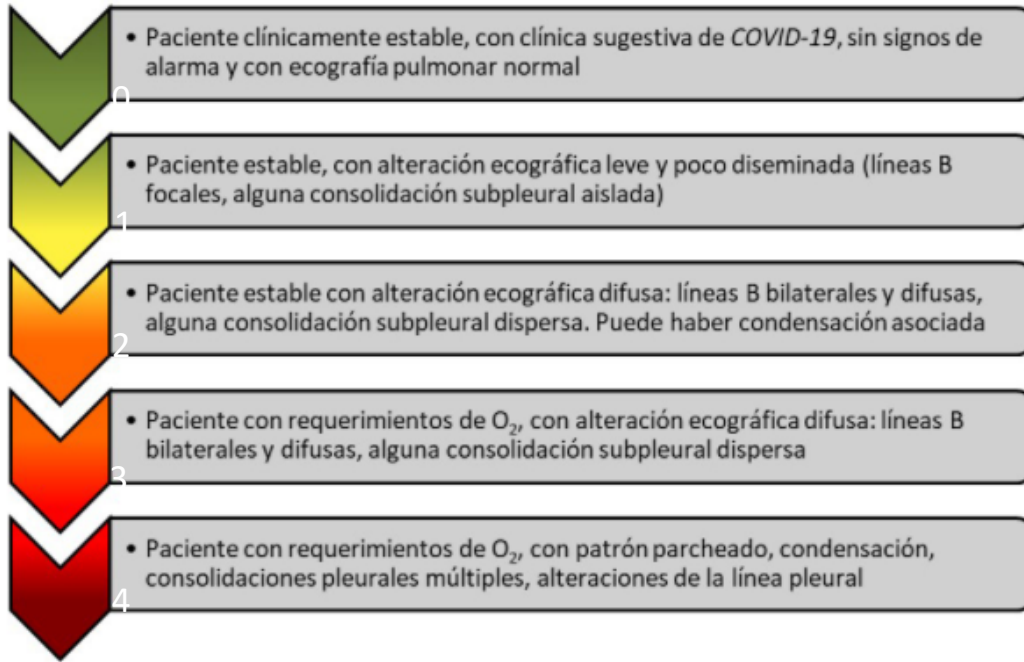 • Paciente clínicamente estable, con clínica sugestiva de COVID-19, sin signos de
alarma y con ecografía pulmonar normal
0
• Paciente estable, con alteración ecográfica leve y poco diseminada (líneas B
focales, alguna consolidación subpleural aislada)
1
• Paciente estable con alteración ecográfica difusa: líneas B bilaterales y difusas,
alguna consolidación subpleural dispersa. Puede haber condensación asociada
2
• Paciente con requerimientos de O₂, con alteración ecográfica difusa: líneas B
bilaterales y difusas, alguna consolidación subpleural dispersa
3
• Paciente con requerimientos de O₂, con patrón parcheado, condensación,
consolidaciones pleurales múltiples, alteraciones de la línea pleural
4